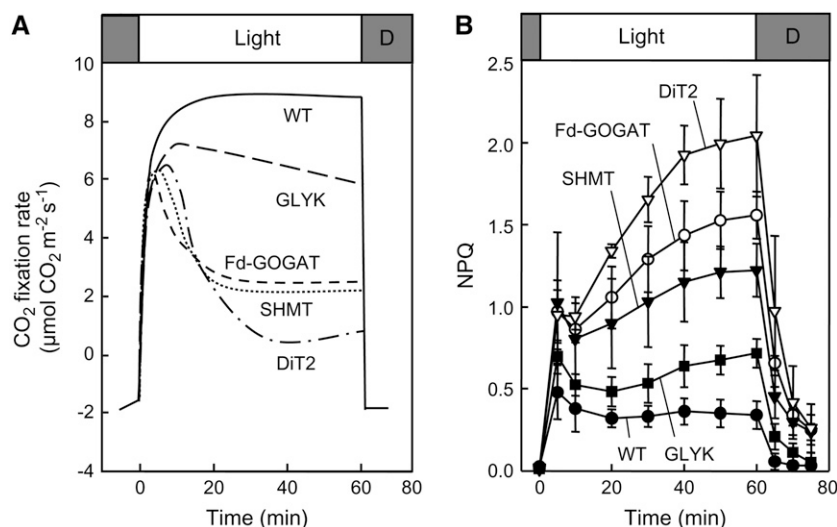 A
Light
D
10
8
6
4
2
0
-2
-4
CO2 fixation rate
(μmol CO2 m-2 s-1)
WT
GLYK
Fd-GOGAT
SHMT
DiT2
0
20
40
60
80
Time (min)
B
Light
D
2.5
2.0
1.5
1.0
0.5
0.0
NPQ
DiT2
Fd-GOGAT
SHMT
WT
GLYK
0
20
40
60
80
Time (min)